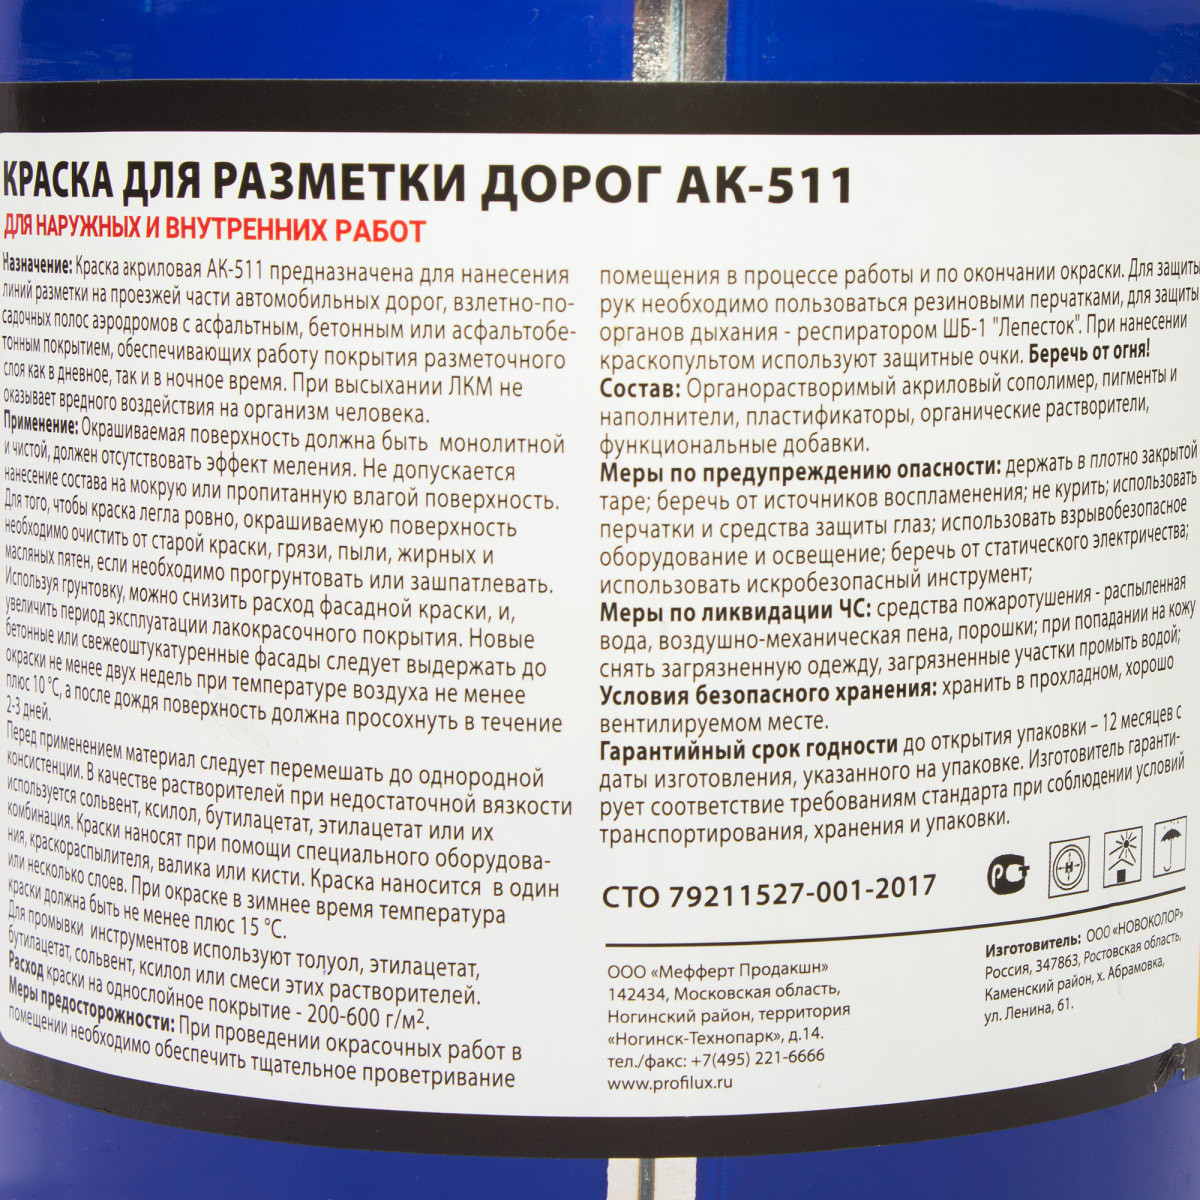 КРАСКА ДЛЯ РАЗМЕТКИ ДОРОГ АК-511
ДЛЯ НАРУЖНЫХ И ВНУТРЕННИХ РАБОТ
Назначение: Краска акриловая АК-511 предназначена для нанесения
линий разметки на проезжей части автомобильных дорог, взлетно-по-
садочных полос аэродромов с асфальтным, бетонным или асфальтобе-
тонным покрытием, обеспечивающих работу покрытия разметочного
слоя как в дневное, так и в ночное время. При высыхании ЛКМ не
оказывает вредного воздействия на организм человека.
Применение: Окрашиваемая поверхность должна быть монолитной
и чистой, должен отсутствовать эффект меления. Не допускается
нанесение состава на мокрую или пропитанную влагой поверхность.
Для того, чтобы краска легла ровно, окрашиваемую поверхность
необходимо очистить от старой краски, грязи, пыли, жирных и
масляных пятен, если необходимо прогрунтовать или зашпатлевать.
Используя грунтовку, можно снизить расход фасадной краски, и,
увеличить период эксплуатации лакокрасочного покрытия. Новые
бетонные или свежеоштукатуренные фасады следует выдержать до
окраски не менее двух недель при температуре воздуха не менее
плюс 10 °С, а после дождя поверхность должна просохнуть в течение
2-3 дней.
Перед применением материал следует перемешать до однородной
консистенции. В качестве растворителей при недостаточной вязкости
используется сольвент, ксилол, бутилацетат, этилацетат или их
комбинация. Краски наносят при помощи специального оборудова-
ния, краскораспылителя, валика или кисти. Краска наносится в один
или несколько слоев. При окраске в зимнее время температура
краски должна быть не менее плюс 15 °С.
Для промывки инструментов используют толуол, этилацетат,
бутилацетат, сольвент, ксилол или смеси этих растворителей.
Расход краски на однослойное покрытие - 200-600 г/м².
Меры предосторожности: При проведении окрасочных работ в
помещении необходимо обеспечить тщательное проветривание
помещения в процессе работы и по окончании окраски. Для защиты
рук необходимо пользоваться резиновыми перчатками, для защиты
органов дыхания - респиратором ШБ-1 "Лепесток". При нанесении
краскопультом используют защитные очки. Беречь от огня!
Состав: Органорастворимый акриловый сополимер, пигменты и
наполнители, пластификаторы, органические растворители,
функциональные добавки.
Меры по предупреждению опасности: держать в плотно закрытой
таре; беречь от источников воспламенения; не курить; использовать
перчатки и средства защиты глаз; использовать взрывобезопасное
оборудование и освещение; беречь от статического электричества;
использовать искробезопасный инструмент;
Меры по ликвидации ЧС: средства пожаротушения - распыленная
вода, воздушно-механическая пена, порошки; при попадании на кожу
снять загрязненную одежду, загрязненные участки промыть водой;
Условия безопасного хранения: хранить в прохладном, хорошо
вентилируемом месте.
Гарантийный срок годности до открытия упаковки – 12 месяцев с
даты изготовления, указанного на упаковке. Изготовитель гаранти-
рует соответствие требованиям стандарта при соблюдении условий
транспортирования, хранения и упаковки.
СТО 79211527-001-2017
ООО «Мефферт Продакшн»
142434, Московская область,
Ногинский район, территория
«Ногинск-Технопарк», д.14.
тел./факс: +7(495) 221-6666
www.profilux.ru
Изготовитель: ООО «НОВОКОЛОР»
Россия, 347863, Ростовская область,
Каменский район, х. Абрамовка,
ул. Ленина, 61.